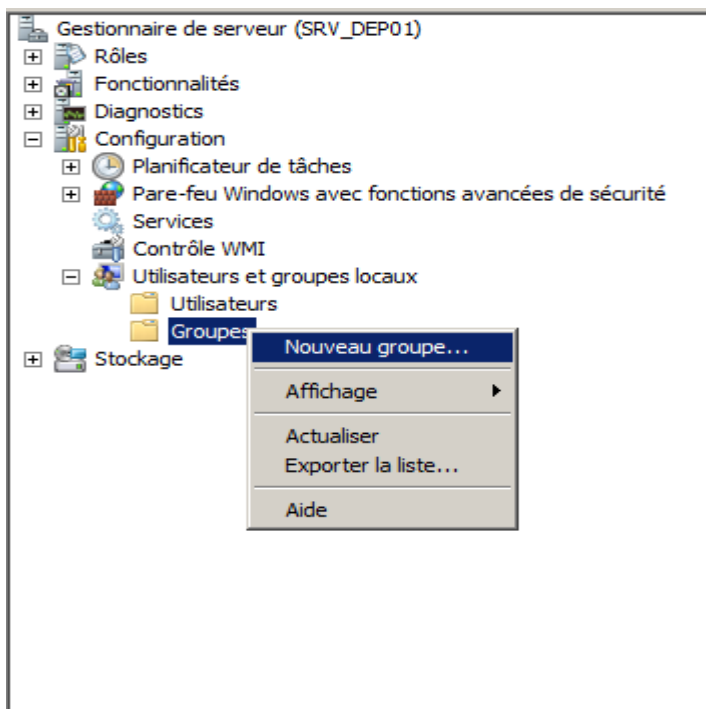 Gestionnaire de serveur (SRV_DEP01)
Rôles
Fonctionnalités
Diagnostics
Configuration
Planificateur de tâches
Pare-feu Windows avec fonctions avancées de sécurité
Services
Contrôle WMI
Utilisateurs et groupes locaux
Utilisateurs
Groupes
Nouveau groupe...
Stockage
Affichage
Actualiser
Exporter la liste...
Aide